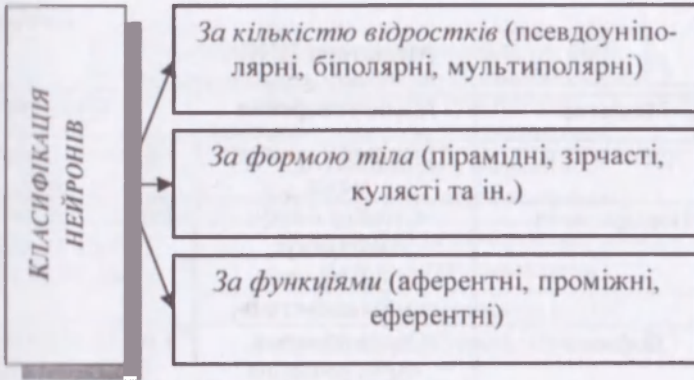 КЛАСИФІКАЦІЯ
НЕЙРОНІВ
За кількістю відростків (псевдоуніпо-
лярні, біполярні, мультиполярні)
За формою тіла (пірамідні, зірчасті,
кулясті та ін.)
За функціями (аферентні, проміжні,
еферентні)